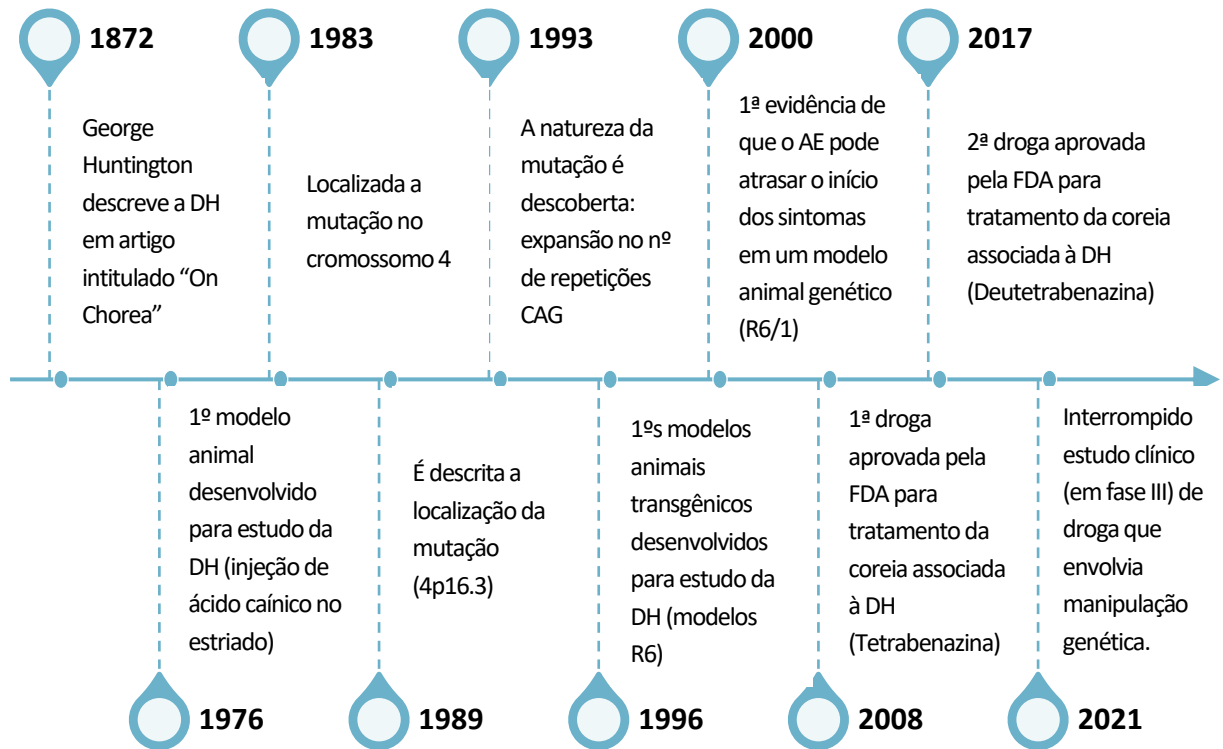 1872
George
Huntington
descreve a DH
em artigo
intitulado “On
Chorea”
1976
1º modelo
animal
desenvolvido
para estudo da
DH (injeção de
ácido caínico no
estriado)
1983
Localizada a
mutação no
cromossomo 4
1989
É descrita a
localização da
mutação
(4p16.3)
1993
A natureza da
mutação é
descoberta:
expansão no nº
de repetições
CAG
1996
1ºs modelos
animais
transgênicos
desenvolvidos
para estudo da
DH (modelos
R6)
2000
1ª evidência de
que o AE pode
atrasar o início
dos sintomas
em um modelo
animal genético
(R6/1)
2008
1ª droga
aprovada pela
FDA para
tratamento da
coreia associada
à DH
(Tetrabenazina)
2017
2ª droga aprovada
pela FDA para
tratamento da coreia
associada à DH
(Deutetrabenazina)
2021
Interrompido
estudo clínico
(em fase III) de
droga que
envolvia
manipulação
genética.